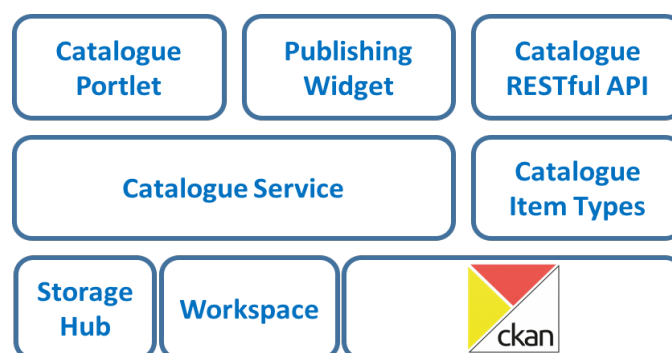 Catalogue
Portlet
Publishing
Widget
Catalogue
RESTful API
Catalogue Service
Catalogue
Item Types
Storage
Hub
Workspace
ckan